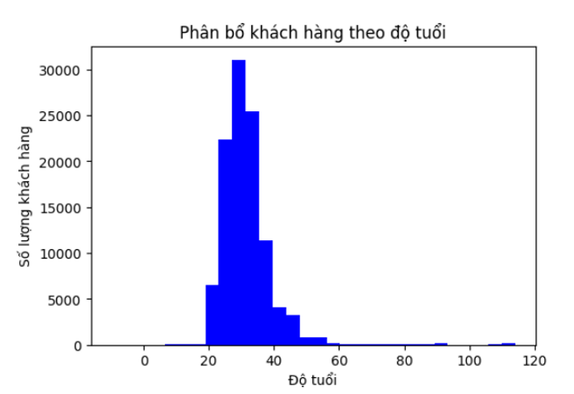 Phân bổ khách hàng theo độ tuổi
30000
25000
20000
15000
10000
5000
0
Số lượng khách hàng
0 20 40 60 80 100 120
Độ tuổi